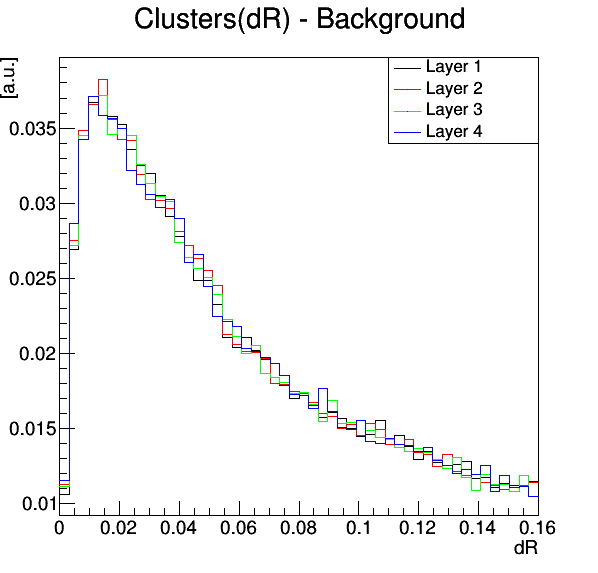 Clusters(dR) - Background
[a.u.]
Layer 1
Layer 2
Layer 3
Layer 4
0.035
0.03
0.025
0.02
0.015
0.01
0 0.02 0.04 0.06 0.08 0.1 0.12 0.14 0.16
dR